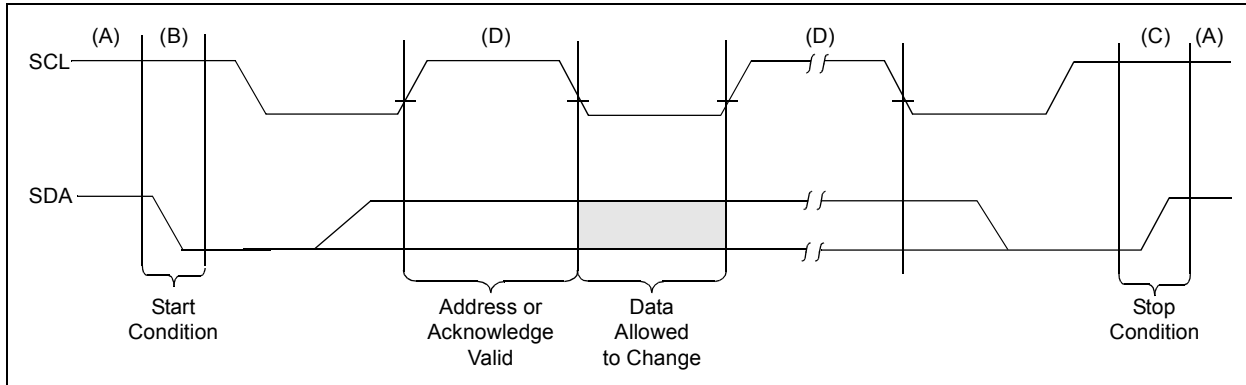 (A) (B) (D) (D) (C) (A)
SCL
SDA
Start
Condition
Address or
Acknowledge
Valid
Data
Allowed
to Change
Stop
Condition